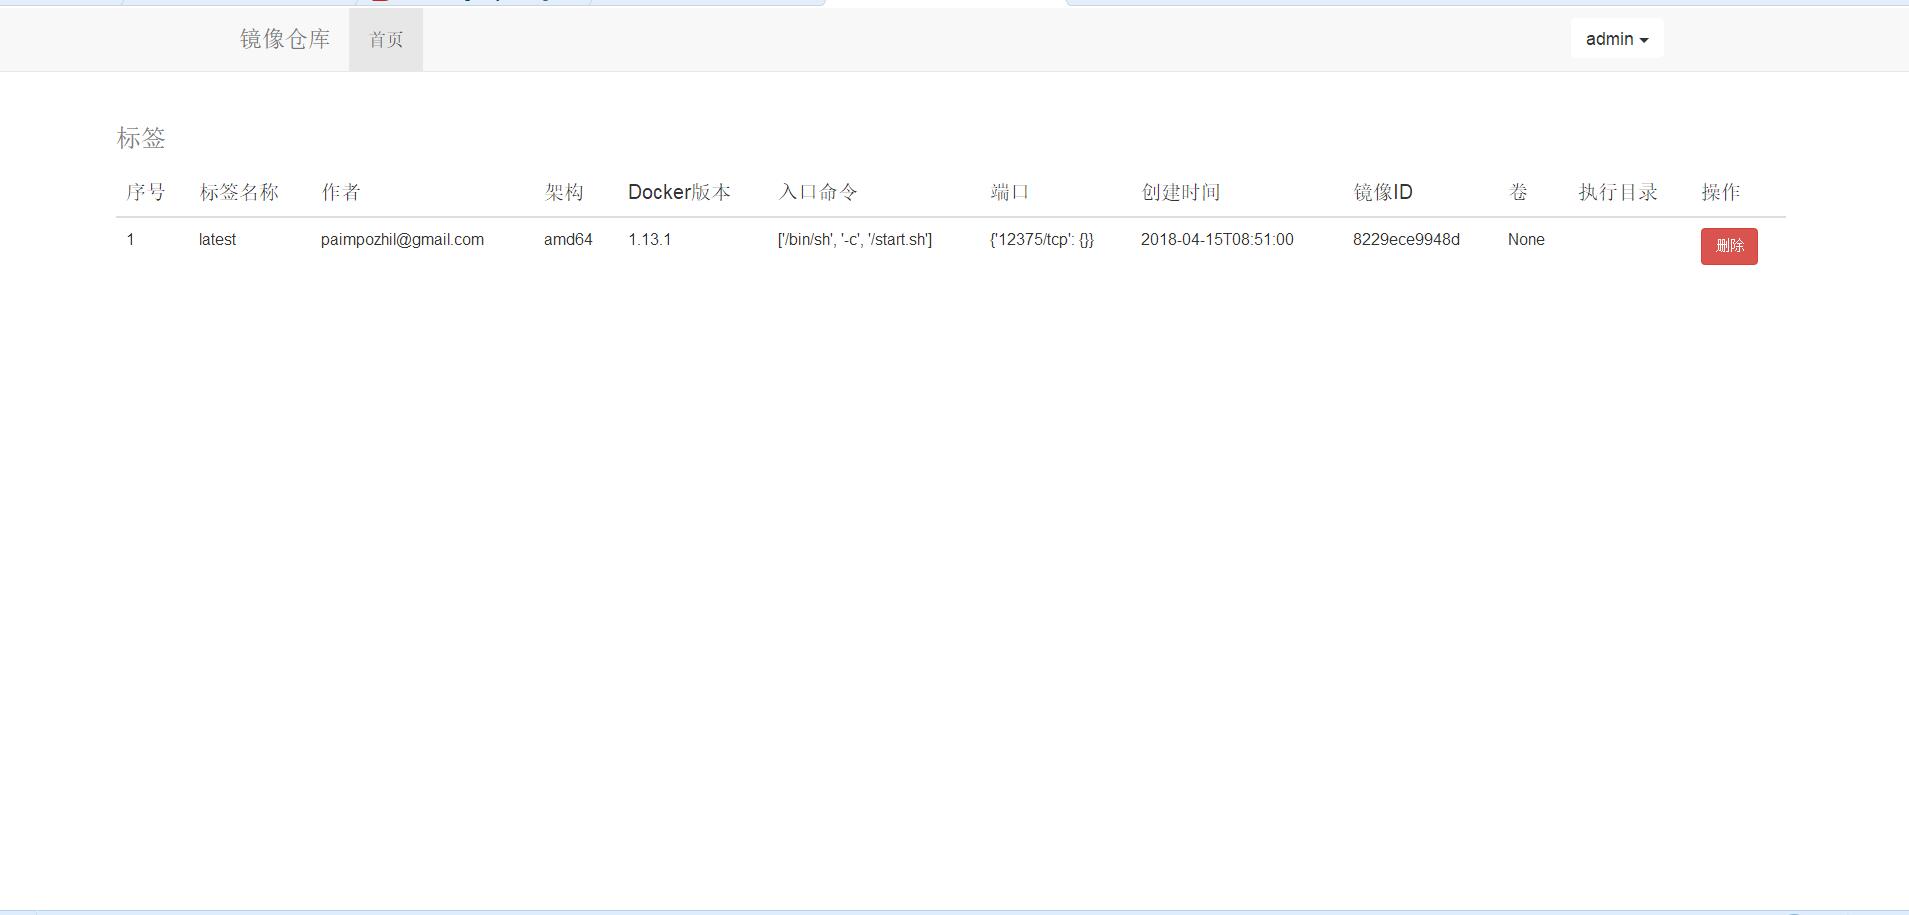 镜像仓库 首页 admin
标签
序号 标签名称 作者 架构 Docker版本 入口命令 端口 创建时间 镜像ID 卷 执行目录 操作
1 latest paimpozhil@gmail.com amd64 1.13.1 ['/bin/sh', '-c', '/start.sh'] {'12375/tcp': {}} 2018-04-15T08:51:00 8229ece9948d None 删除